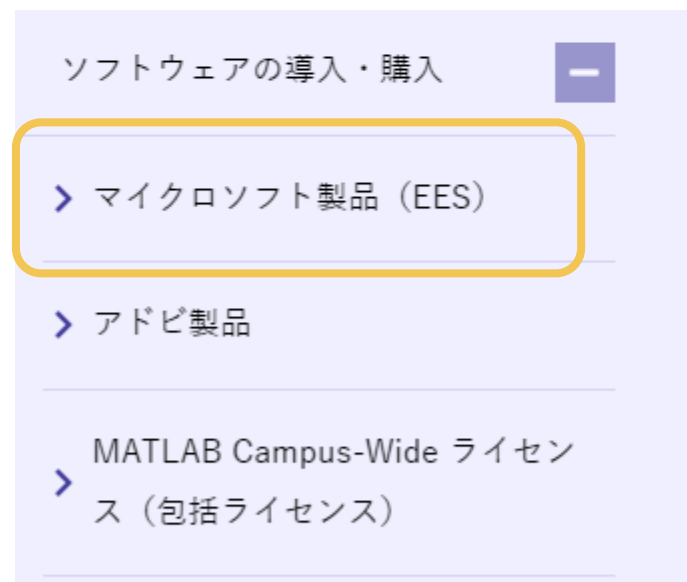 ソフトウェアの導入・購入
マイクロソフト製品（EES）
アドビ製品
MATLAB Campus-Wide ライセン
ス（包括ライセンス）